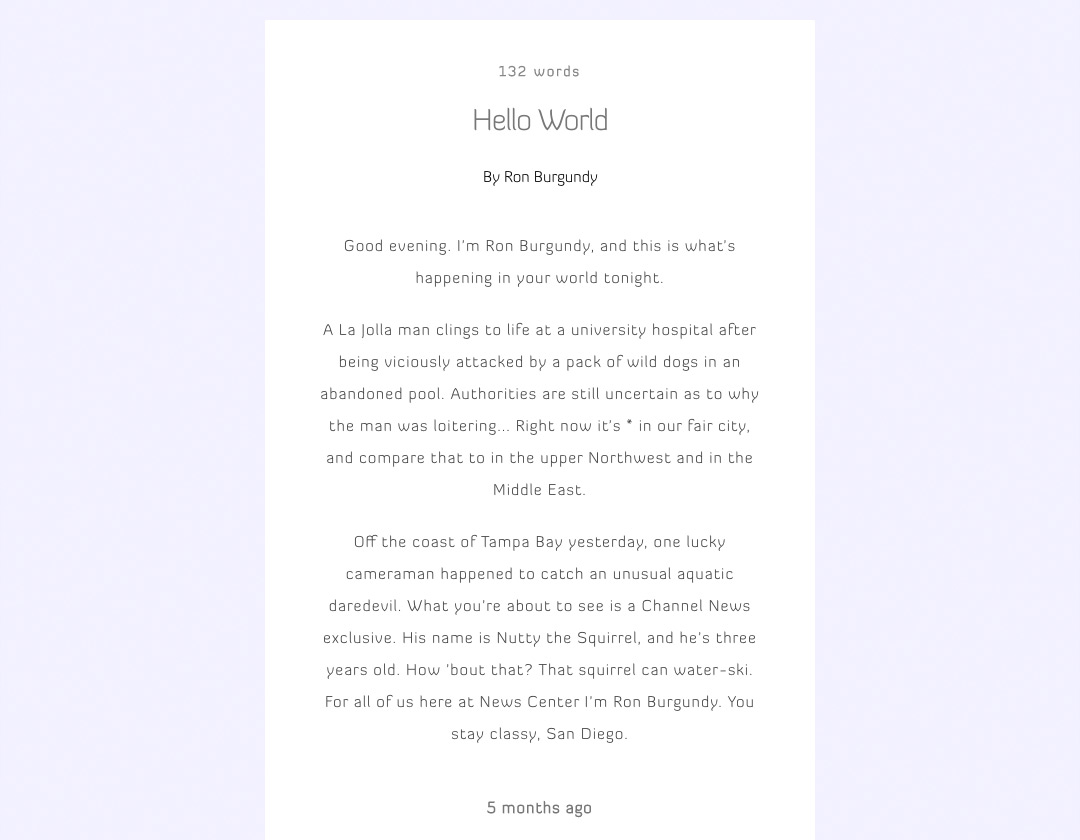 132 words
Hello World
By Ron Burgundy
Good evening. I'm Ron Burgundy, and this is what's
happening in your world tonight.
A La Jolla man clings to life at a university hospital after
being viciously attacked by a pack of wild dogs in an
abandoned pool. Authorities are still uncertain as to why
the man was loitering... Right now it's * in our fair city,
and compare that to in the upper Northwest and in the
Middle East.
Off the coast of Tampa Bay yesterday, one lucky
cameraman happened to catch an unusual aquatic
daredevil. What you're about to see is a Channel News
exclusive. His name is Nutty the Squirrel, and he's three
years old. How 'bout that? That squirrel can water-ski.
For all of us here at News Center I'm Ron Burgundy. You
stay classy, San Diego.
5 months ago